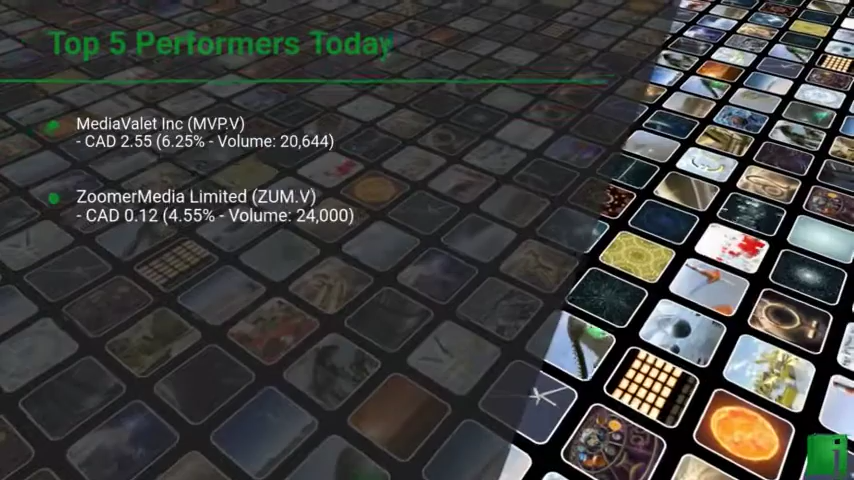 Top 5 Performers Today
MediaValet Inc (MVP.V)
- CAD 2.55 (6.25% - Volume: 20,644)
ZoomerMedia Limited (ZUM.V)
- CAD 0.12 (4.55% - Volume: 24,000)
i